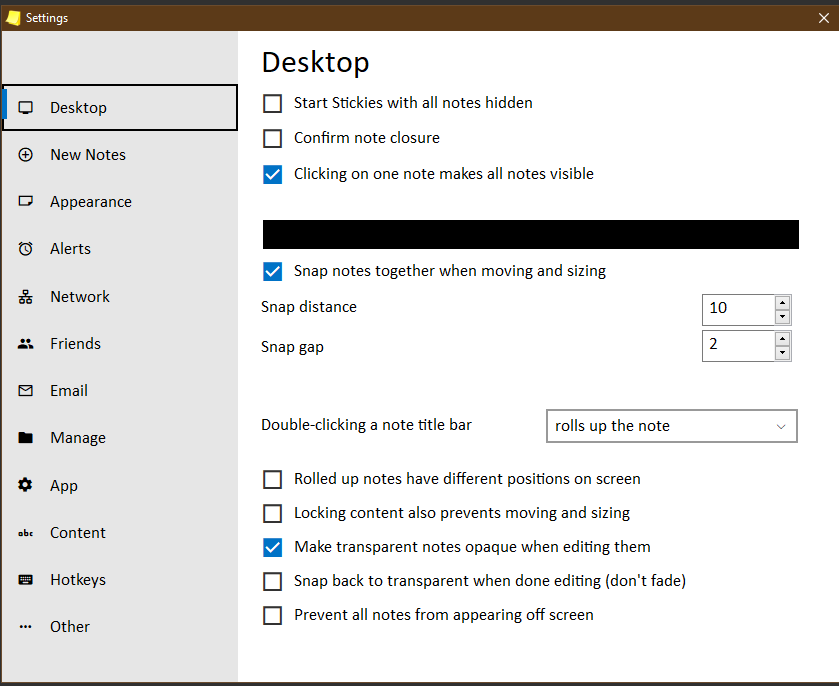 Settings
Desktop
New Notes
Appearance
Alerts
Network
Friends
Email
Manage
App
abc Content
Hotkeys
Other
Desktop
Start Stickies with all notes hidden
Confirm note closure
Clicking on one note makes all notes visible
Snap notes together when moving and sizing
Snap distance 10
Snap gap 2
Double-clicking a note title bar rolls up the note
Rolled up notes have different positions on screen
Locking content also prevents moving and sizing
Make transparent notes opaque when editing them
Snap back to transparent when done editing (don't fade)
Prevent all notes from appearing off screen